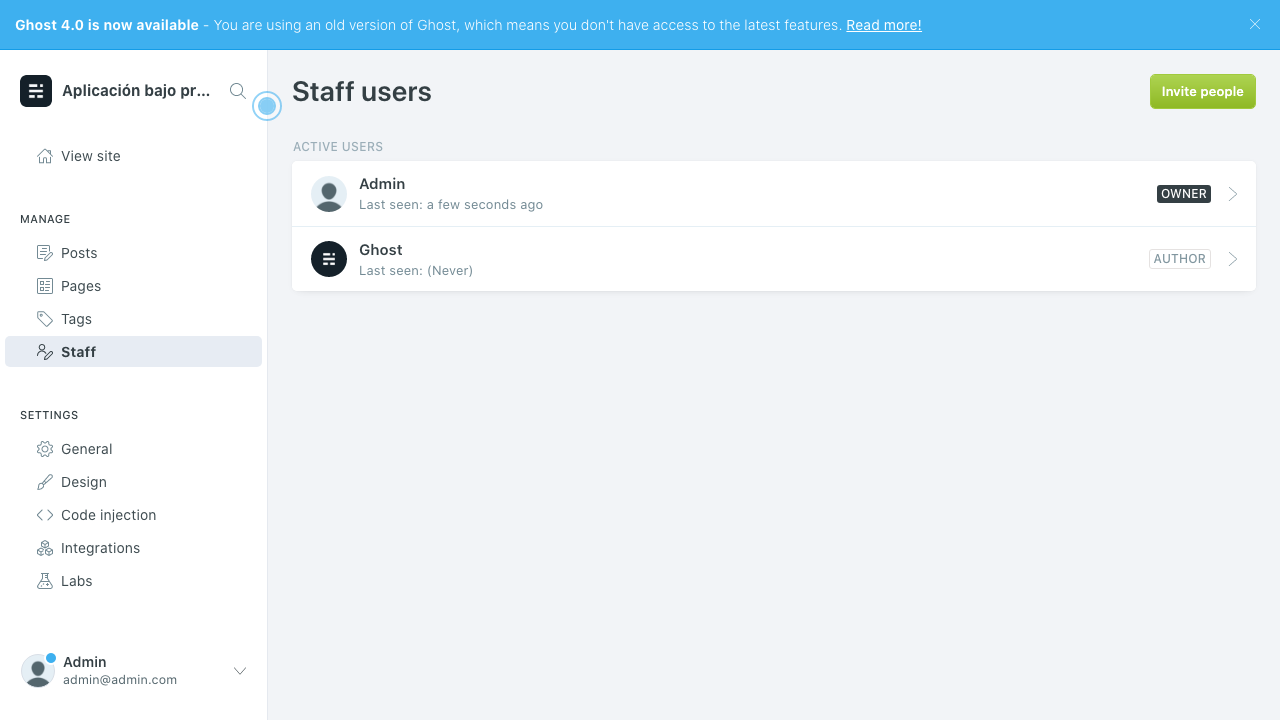 Ghost 4.0 is now available - You are using an old version of Ghost, which means you don't have access to the latest features. Read more!
Aplicación bajo pr...
View site
MANAGE
Posts
Pages
Tags
Staff
SETTINGS
General
Design
Code injection
Integrations
Labs
Admin
admin@admin.com
Staff users
Invite people
ACTIVE USERS
Admin
Last seen: a few seconds ago
OWNER
Ghost
Last seen: (Never)
AUTHOR